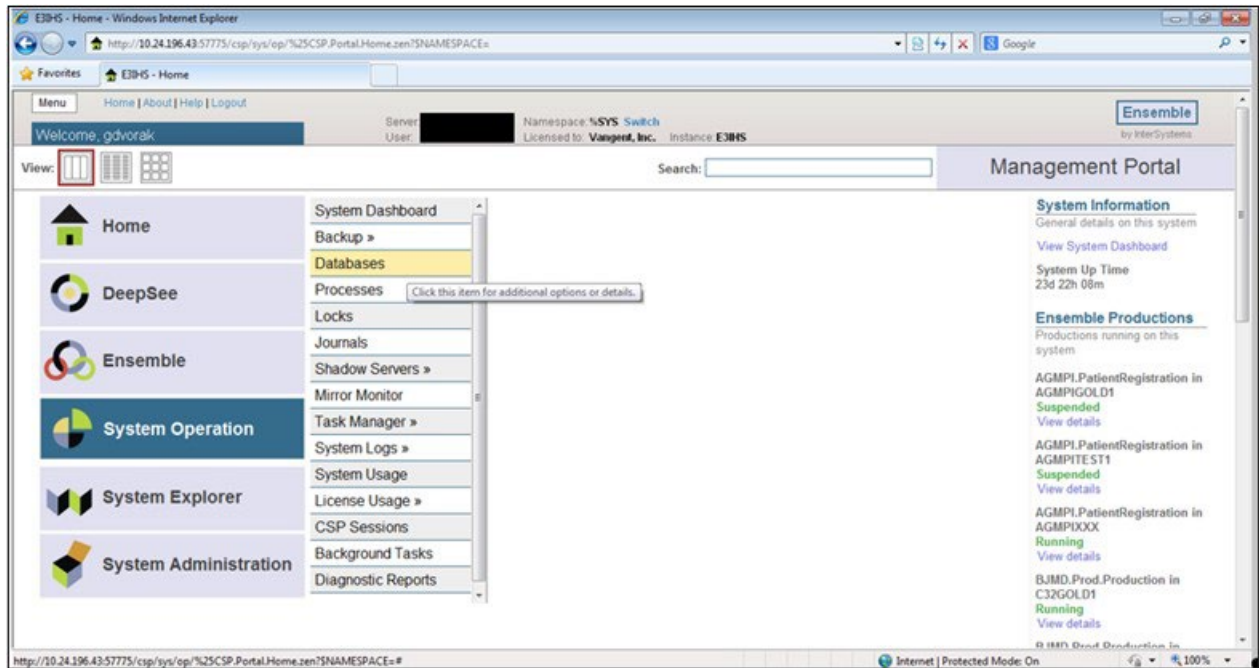 E3IHS - Home - Windows Internet Explorer
http://10.24.196.43:57775/csp/sys/op/%25CSP.Portal.Home.zen?$NAMESPACE=
Google
Favorites
E3IHS - Home
Menu
Home | About | Help | Logout
Server:
Namespace: %SYS Switch
Ensemble
Welcome, gdvorak
User:
Licensed to: Vangent, Inc. Instance: E3IHS
by InterSystems
View:
Search:
Management Portal
Home
DeepSee
Ensemble
System Operation
System Explorer
System Administration
System Dashboard
Backup »
Databases
Processes
Click this item for additional options or details.
Locks
Journals
Shadow Servers »
Mirror Monitor
Task Manager »
System Logs »
System Usage
License Usage »
CSP Sessions
Background Tasks
Diagnostic Reports
System Information
General details on this system
View System Dashboard
System Up Time
23d 22h 08m
Ensemble Productions
Productions running on this
system
AGMPI.PatientRegistration in
AGMPIGOLD1
Suspended
View details
AGMPI.PatientRegistration in
AGMPITEST1
Suspended
View details
AGMPI.PatientRegistration in
AGMPIXXX
Running
View details
BJMD.Prod.Production in
C32GOLD1
Running
View details
BJMD.Prod.Production in
http://10.24.196.43:57775/csp/sys/op/%25CSP.Portal.Home.zen?$NAMESPACE=#
Internet | Protected Mode: On
100%